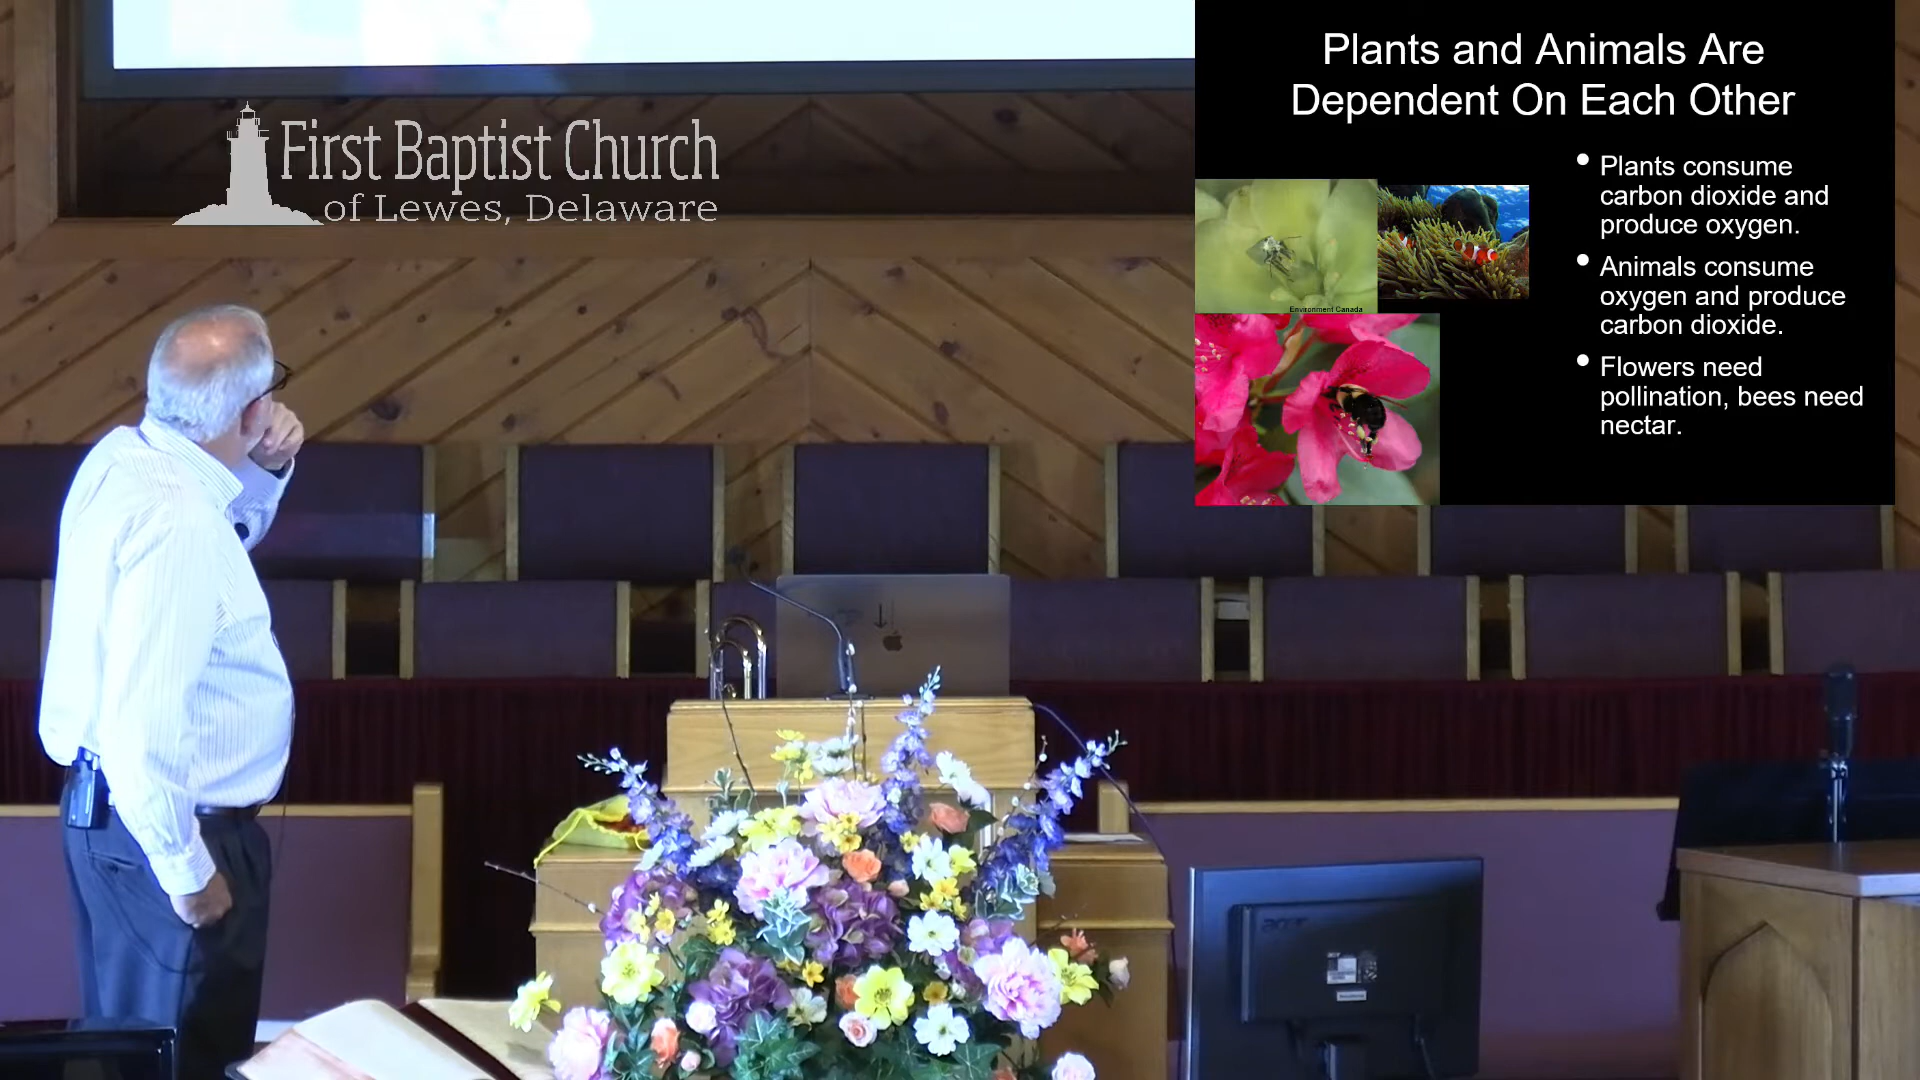 First Baptist Church
of Lewes, Delaware
Plants and Animals Are
Dependent On Each Other
• Plants consume
carbon dioxide and
produce oxygen.
• Animals consume
oxygen and produce
carbon dioxide.
• Flowers need
pollination, bees need
nectar.
Environment Canada
acer